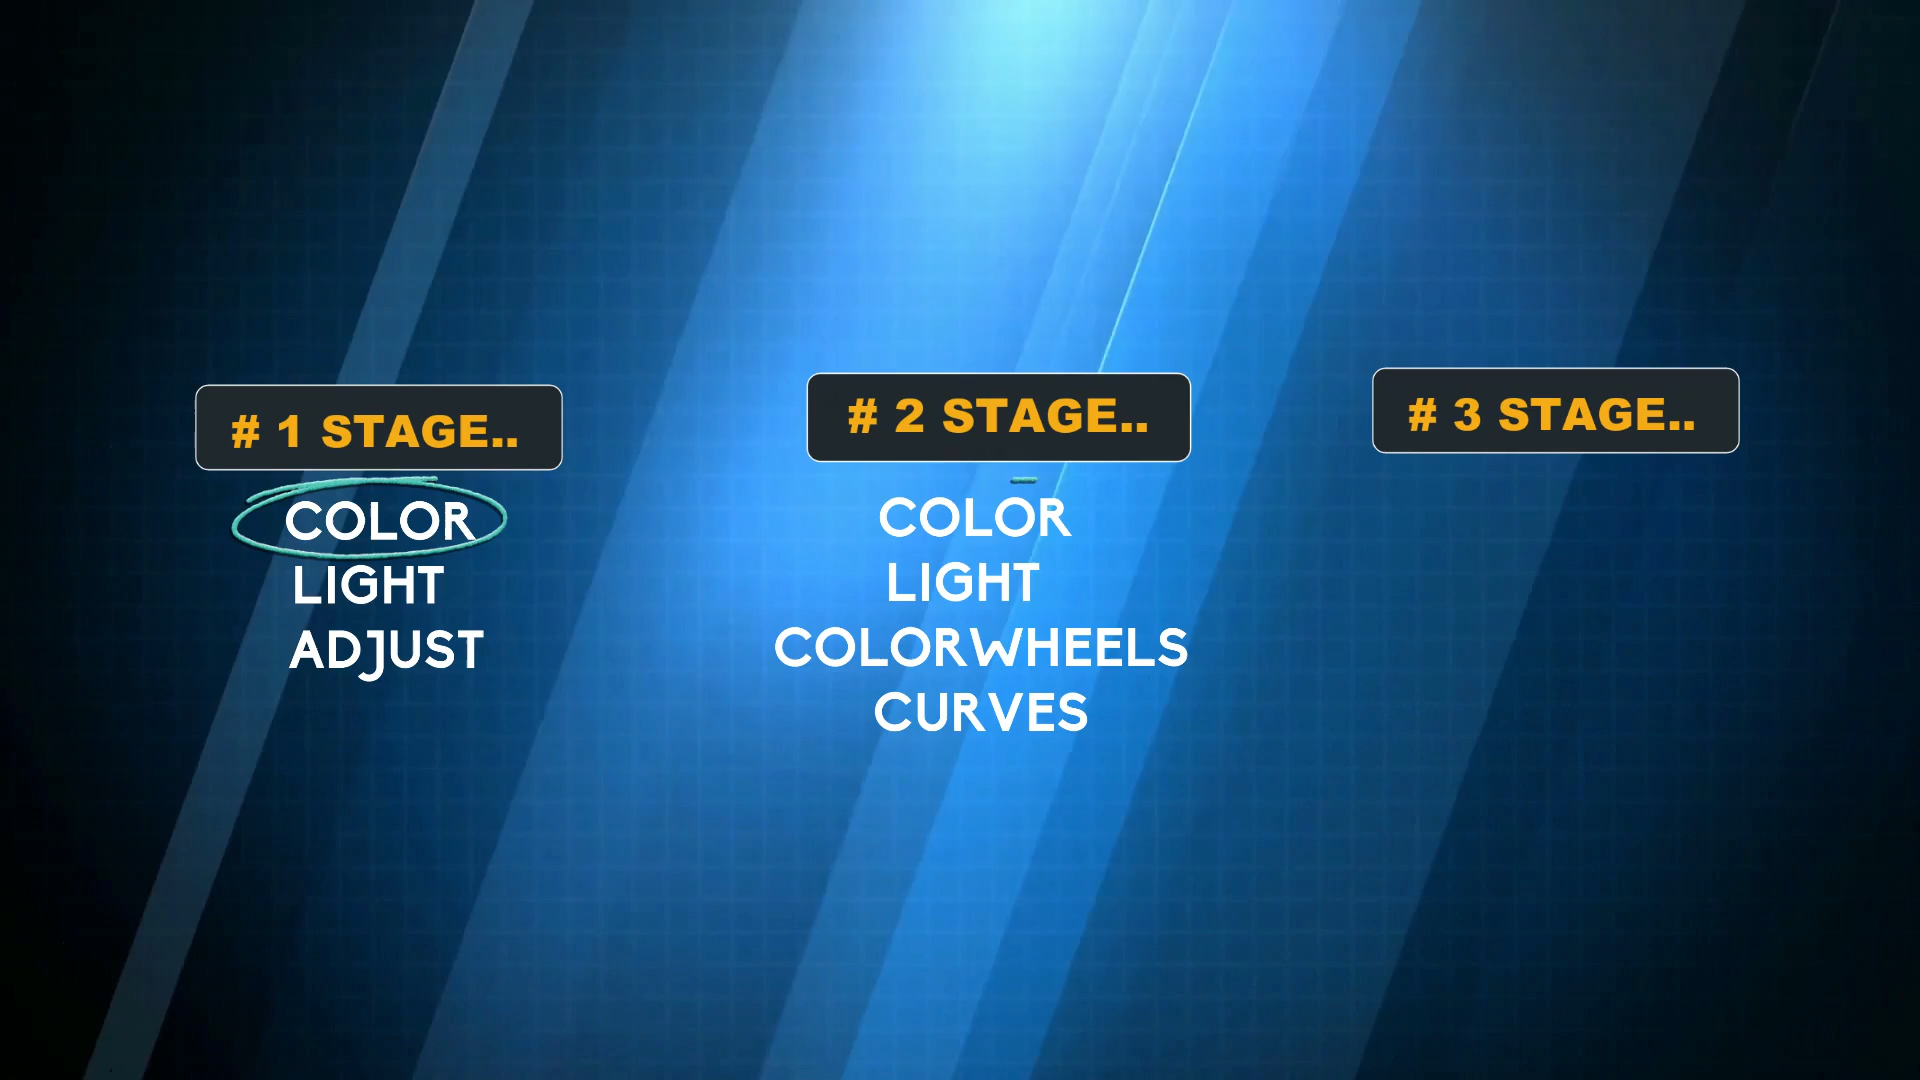 # 1 STAGE..
COLOR
LIGHT
ADJUST
# 2 STAGE..
COLOR
LIGHT
COLORWHEELS
CURVES
# 3 STAGE..